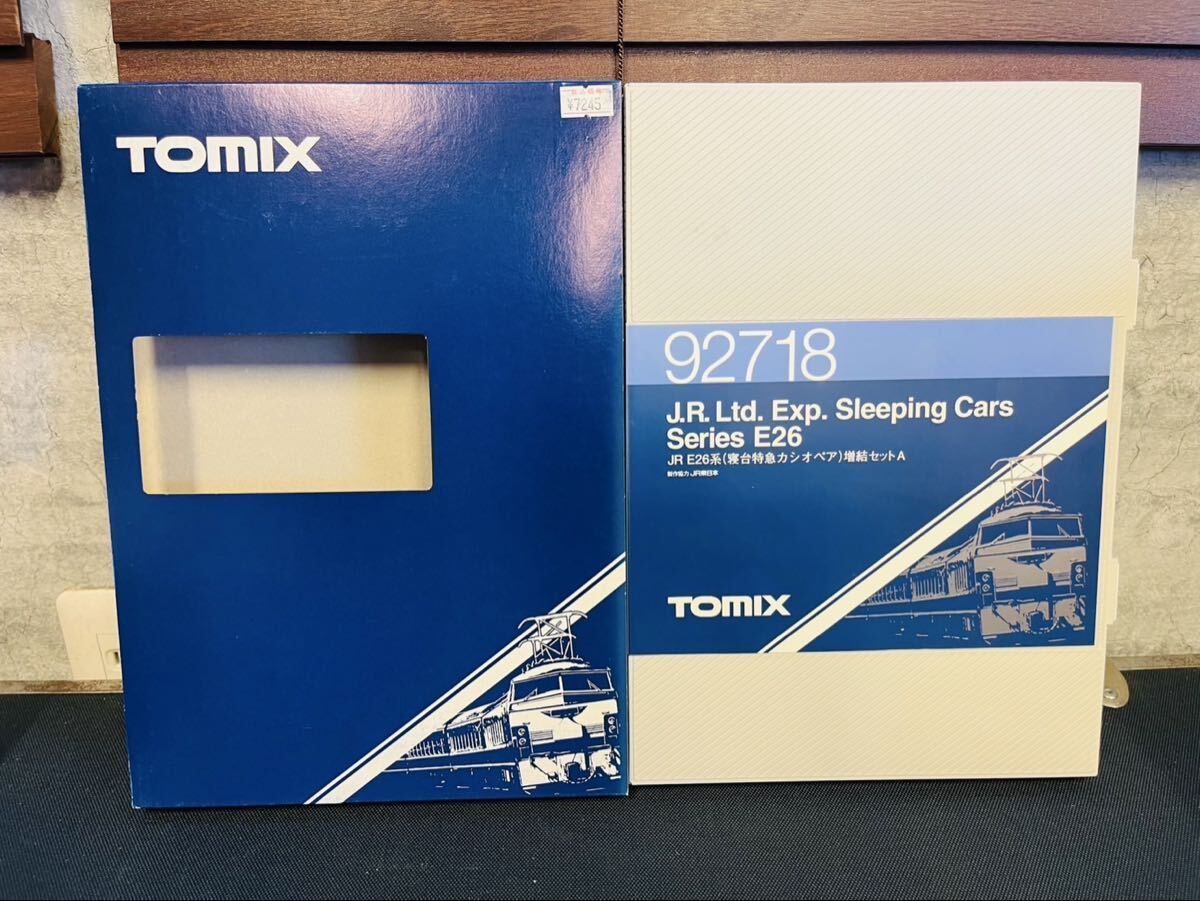 TOMIX
¥7245
92718
J.R. Ltd. Exp. Sleeping Cars
Series E26
JR E26系(寝台特急カシオペア)増結セットA
製作協力 JR東日本
TOMIX